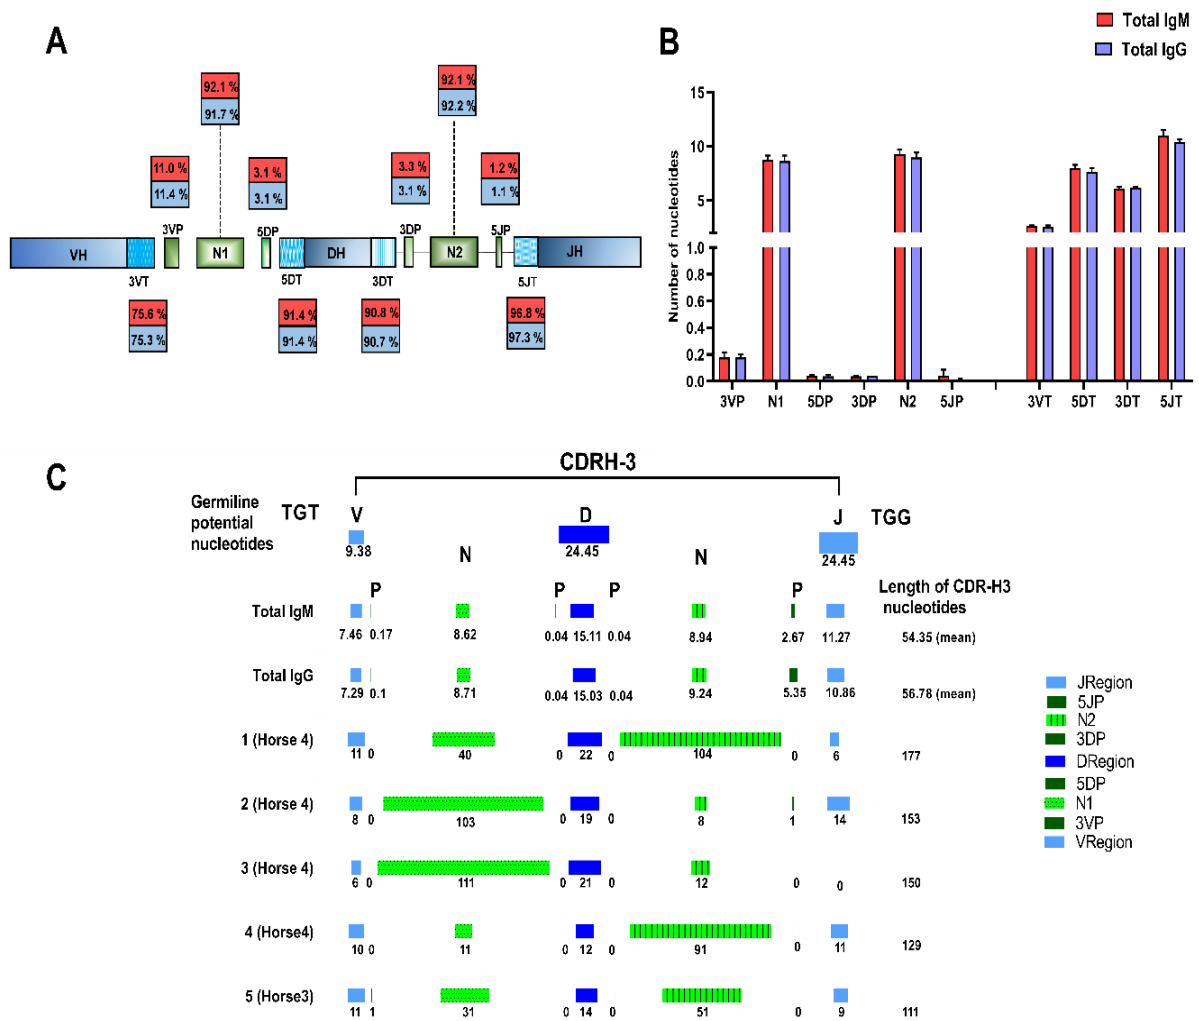 A
92.1 %
91.7 %
92.1 %
92.2 %
11.0 %
11.4 %
3.1 %
3.1 %
3.3 %
3.1 %
1.2 %
1.1 %
3VP
5DP
3DP
5JP
VH
N1
DH
N2
JH
3VT
5DT
3DT
5JT
75.6 %
75.3 %
91.4 %
91.4 %
90.8 %
90.7 %
96.8 %
97.3 %
B
Total IgM
Total IgG
Number of nucleotides
15
10
5
1.0
0.8
0.6
0.4
0.2
0.0
3VP N1 5DP 3DP N2 5JP 3VT 5DT 3DT 5JT
C
CDRH-3
Germiline
potential
nucleotides
TGT V D J TGG
9.38 24.45 24.45
N N
P P P P
Length of CDR-H3
nucleotides
Total IgM
7.46 0.17 8.62 0.04 15.11 0.04 8.94 2.67 11.27 54.35 (mean)
Total IgG
7.29 0.1 8.71 0.04 15.03 0.04 9.24 5.35 10.86 56.78 (mean)
1 (Horse 4)
11 0 40 0 22 0 104 0 6 177
2 (Horse 4)
8 0 103 0 19 0 8 1 14 153
3 (Horse 4)
6 0 111 0 21 0 12 0 0 150
4 (Horse4)
10 0 11 0 12 0 91 0 11 129
5 (Horse3)
11 1 31 0 14 0 51 0 9 111
JRegion
5JP
N2
3DP
DRegion
5DP
N1
3VP
VRegion